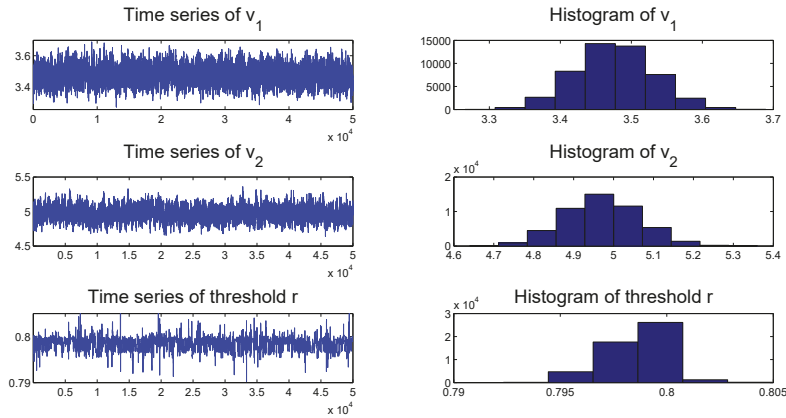 Time series of v1
3.6
3.4
0 1 2 3 4 5
x 10^4
Histogram of v1
15000
10000
5000
0
3.3 3.4 3.5 3.6 3.7
Time series of v2
5.5
5
4.5
0.5 1 1.5 2 2.5 3 3.5 4 4.5 5
x 10^4
Histogram of v2
x 10^4
2
1
0
4.6 4.7 4.8 4.9 5 5.1 5.2 5.3 5.4
Time series of threshold r
0.8
0.79
0.5 1 1.5 2 2.5 3 3.5 4 4.5 5
x 10^4
Histogram of threshold r
x 10^4
3
2
1
0
0.79 0.795 0.8 0.805